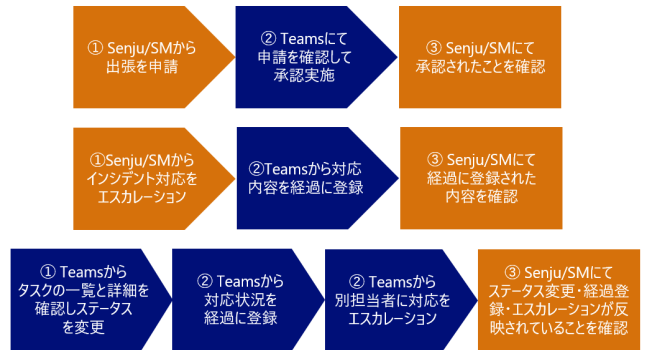 ① Senju/SMから
出張を申請
② Teamsにて
申請を確認して
承認実施
③ Senju/SMにて
承認されたことを確認
①Senju/SMから
インシデント対応を
エスカレーション
②Teamsから対応
内容を経過に登録
③ Senju/SMにて
経過に登録された
内容を確認
① Teamsから
タスクの一覧と詳細を
確認しステータス
を変更
② Teamsから
対応状況を
経過に登録
② Teamsから
別担当者に対応を
エスカレーション
③ Senju/SMにて
ステータス変更・経過登
録・エスカレーションが反
映されていることを確認